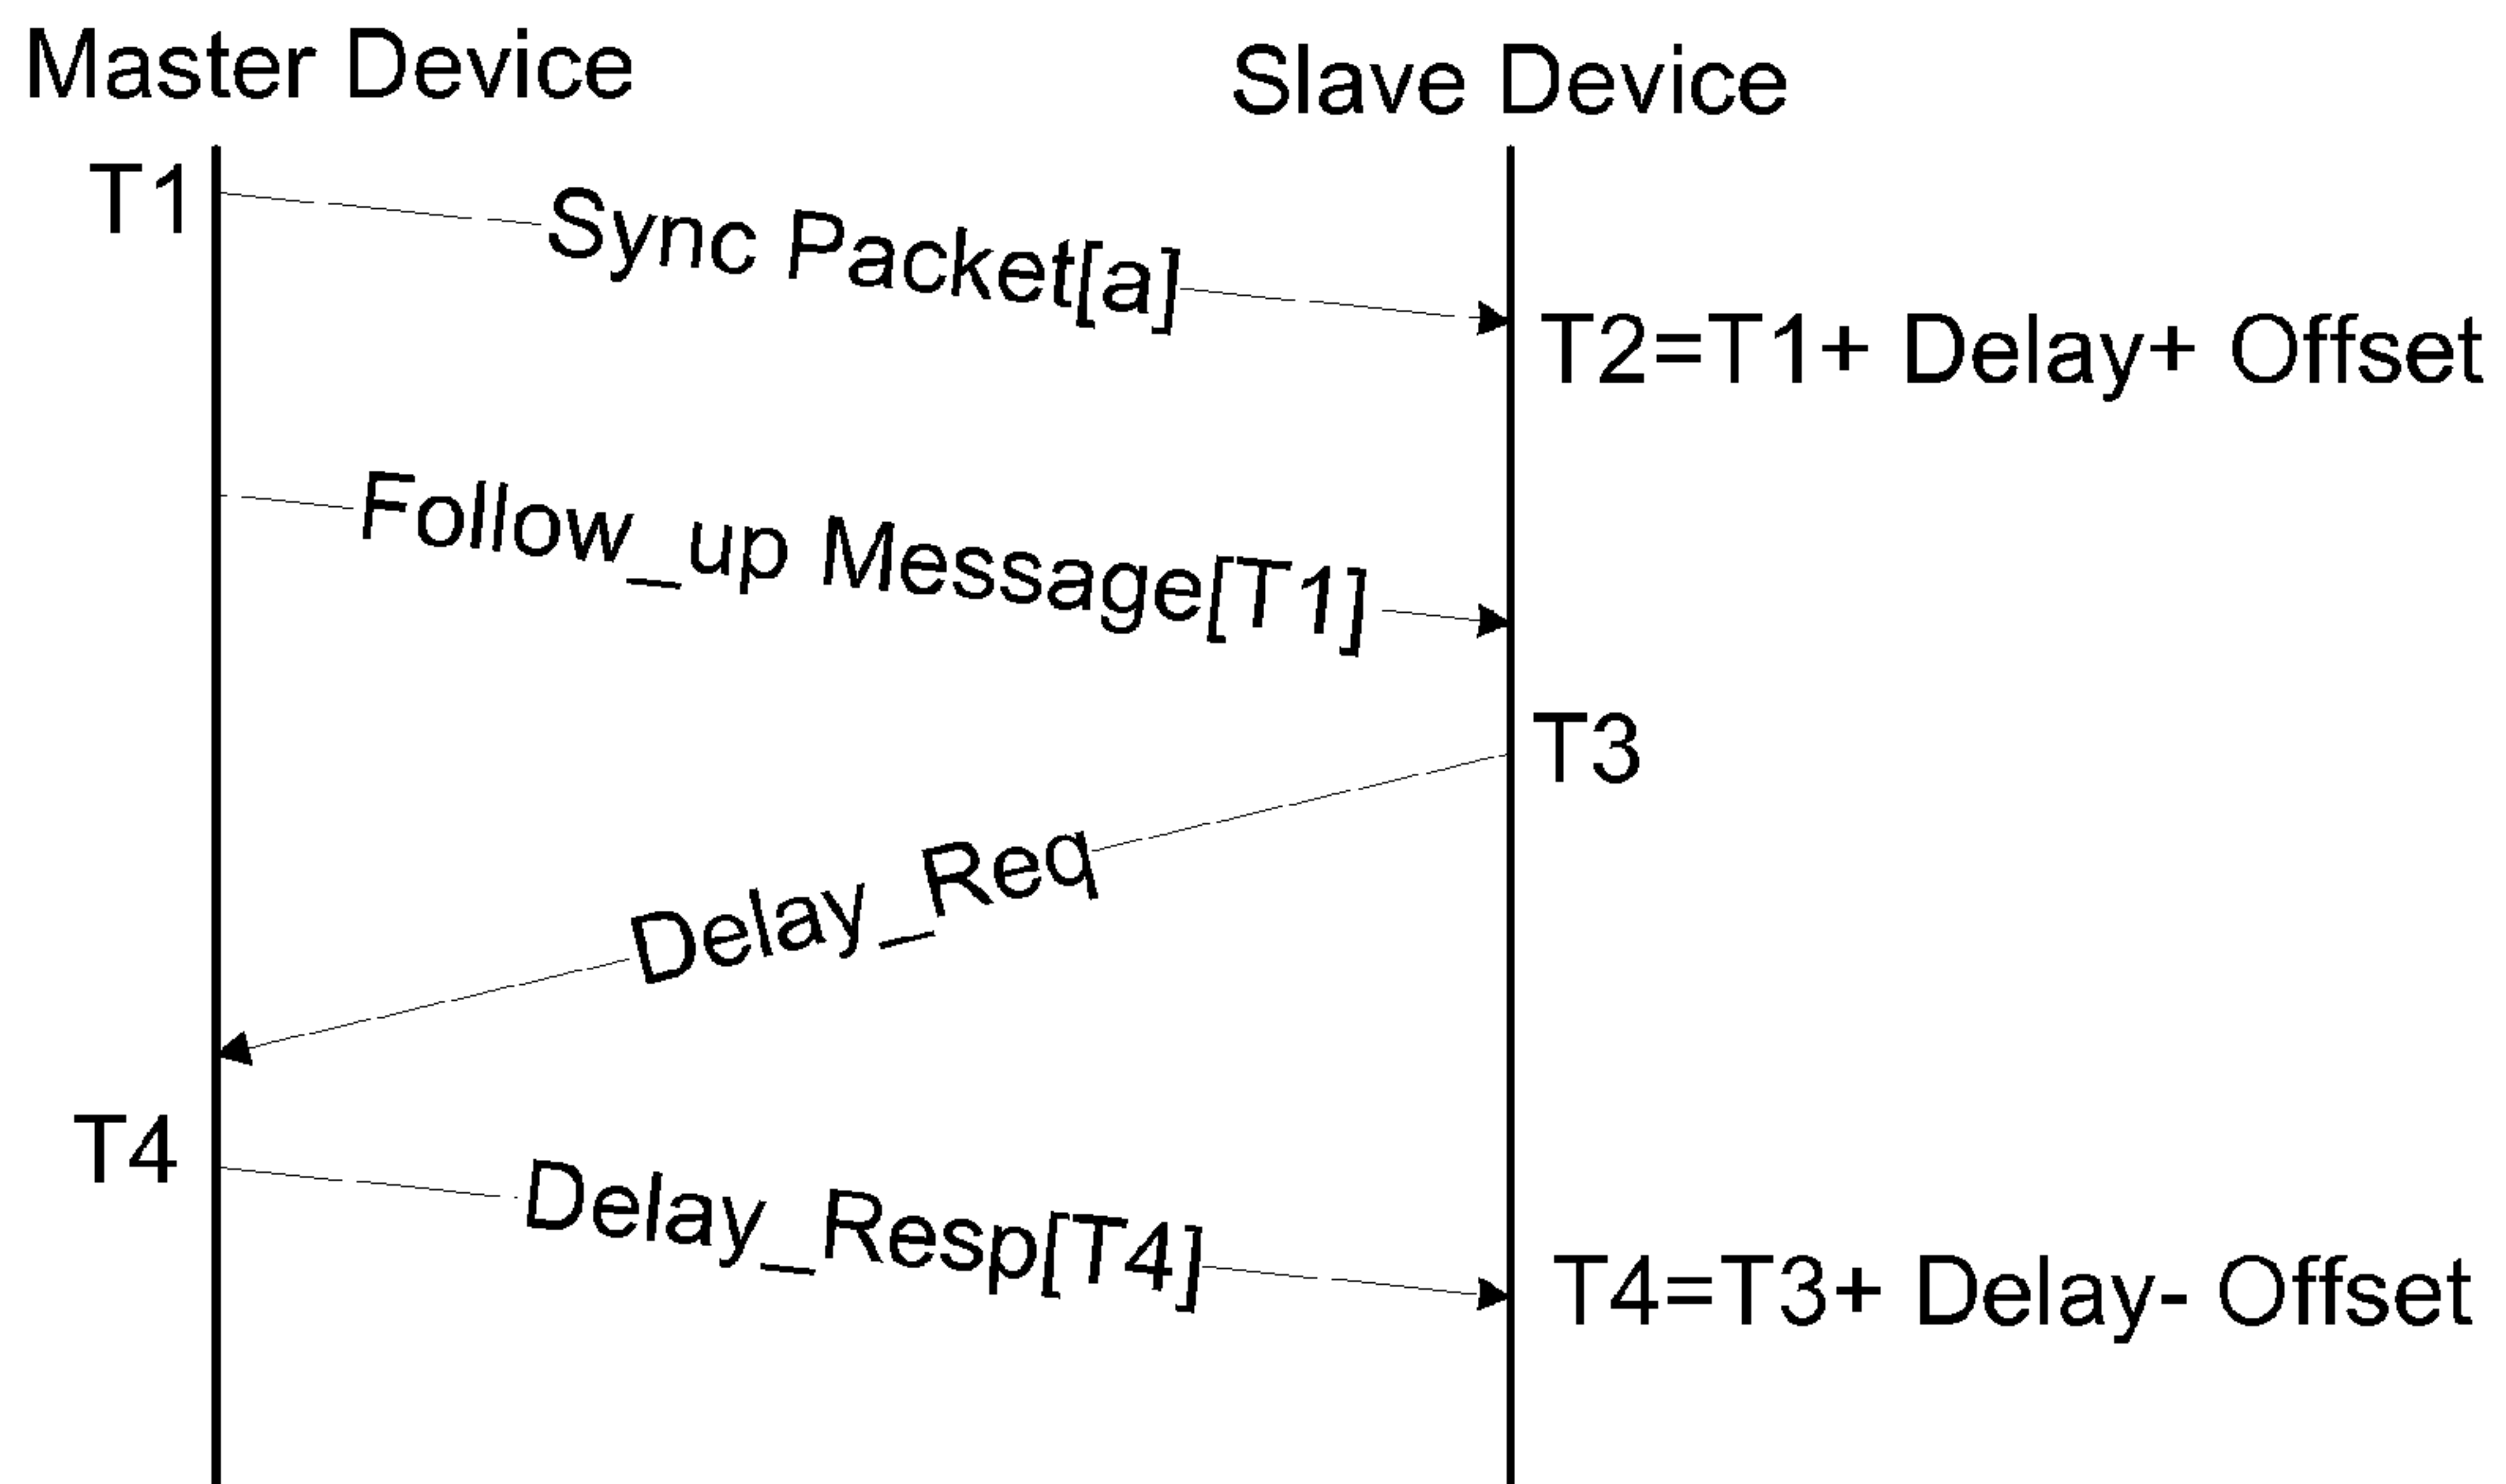 Master Device
Slave Device
T1
Sync Packet[a]
T2=T1+ Delay+ Offset
Follow_up Message[T1]
T3
Delay_Req
T4
Delay_Resp[T4]
T4=T3+ Delay- Offset